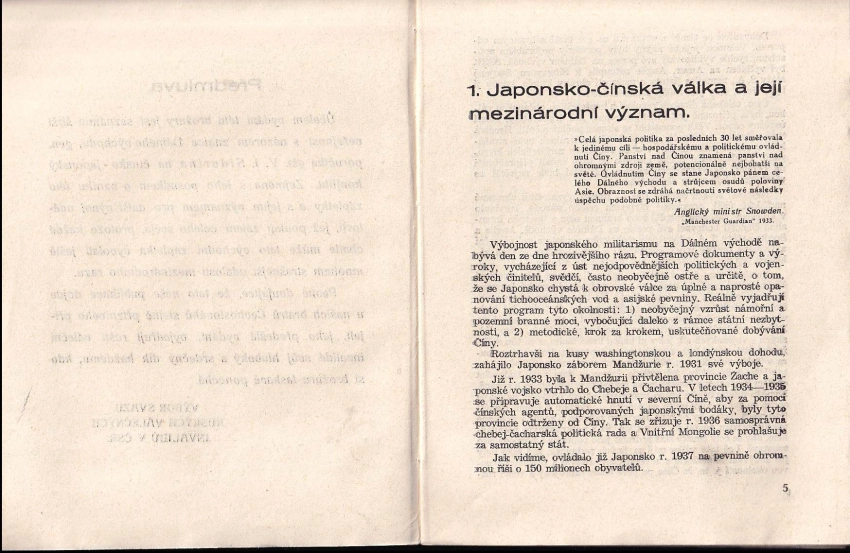 1. Japonsko-čínská válka a její
mezinárodní význam.
»Celá japonská politika za posledních 30 let směřovala
k jedinému cíli — hospodářskému a politickému ovlád-
nutí Číny. Panství nad Čínou znamená panství nad
ohromnými zdroji země, potencionálně nejbohatší na
světě. Ovládnutím Číny se stane Japonsko pánem ce-
lého Dálného východu a strůjcem osudů poloviny
Asie. Obraznost se zdráhá načrtnouti světové následky
úspěchu podobné politiky.«
Anglický ministr Snowden.
„Manchester Guardian" 1933.
Výbojnost japonského militarismu na Dálném východě na-
bývá den ze dne hrozivějšího rázu. Programové dokumenty a vý-
roky, vycházející z úst nejodpovědnějších politických a vojen-
ských činitelů, svědčí, často neobyčejně ostře a určitě, o tom,
že se Japonsko chystá k obrovské válce za úplné a naprosté opa-
nování tichooceánských vod a asijské pevniny. Reálně vyjadřují
tento program tyto okolnosti: 1) neobyčejný vzrůst námořní a
pozemní branné moci, vybočující daleko z rámce státní nezbyt-
nosti, a 2) metodické, krok za krokem, uskutečňované dobývání
Číny.
Roztrhavši na kusy washingtonskou a londýnskou dohodu,
zahájilo Japonsko záborem Mandžurie r. 1931 své výboje.
Již r. 1933 byla k Mandžurii přivtělena provincie Žache a ja-
ponské vojsko vtrhlo do Chebeje a Čacharu. V letech 1934—1935
se připravuje automatické hnutí v severní Číně, aby za pomoci
čínských agentů, podporovaných japonskými bodáky, byly tyto
provincie odtrženy od Číny. Tak se zřizuje r. 1936 samosprávná
chebej-čacharská politická rada a Vnitřní Mongolie se prohlašuje
za samostatný stát.
Jak vidíme, ovládalo již Japonsko r. 1937 na pevnině ohrom-
nou říši o 150 milionech obyvatelů.
5